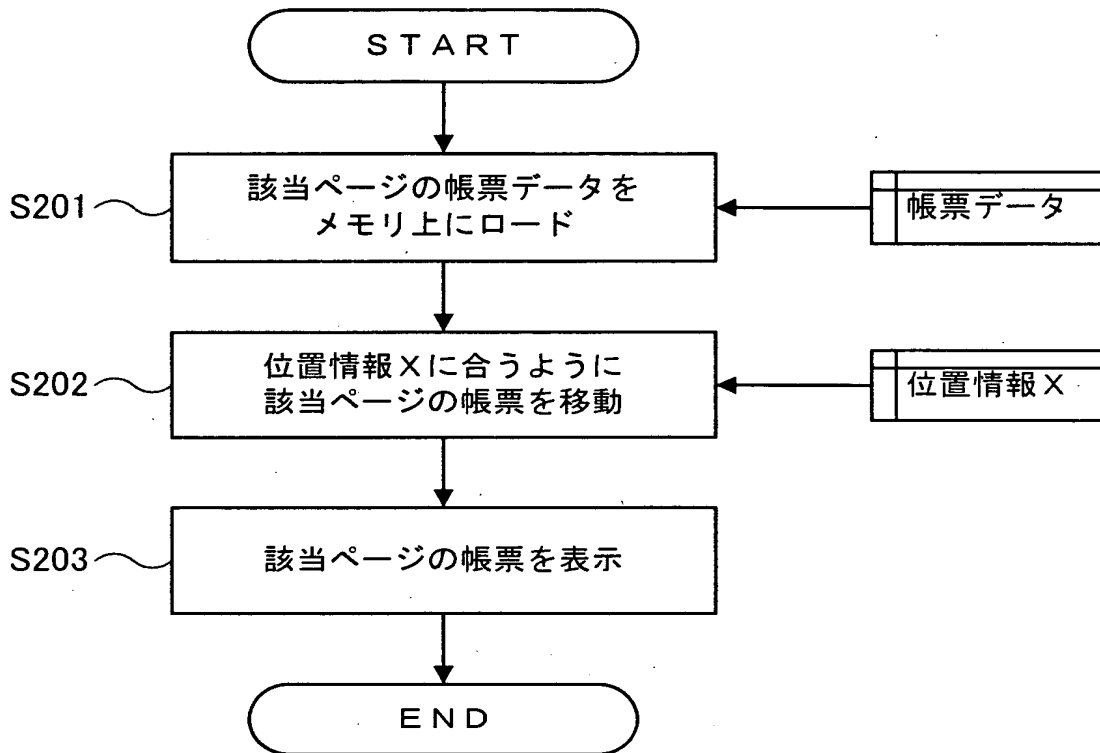 START
S201
該当ページの帳票データを
メモリ上にロード
帳票データ
S202
位置情報Xに合うように
該当ページの帳票を移動
位置情報X
S203
該当ページの帳票を表示
END